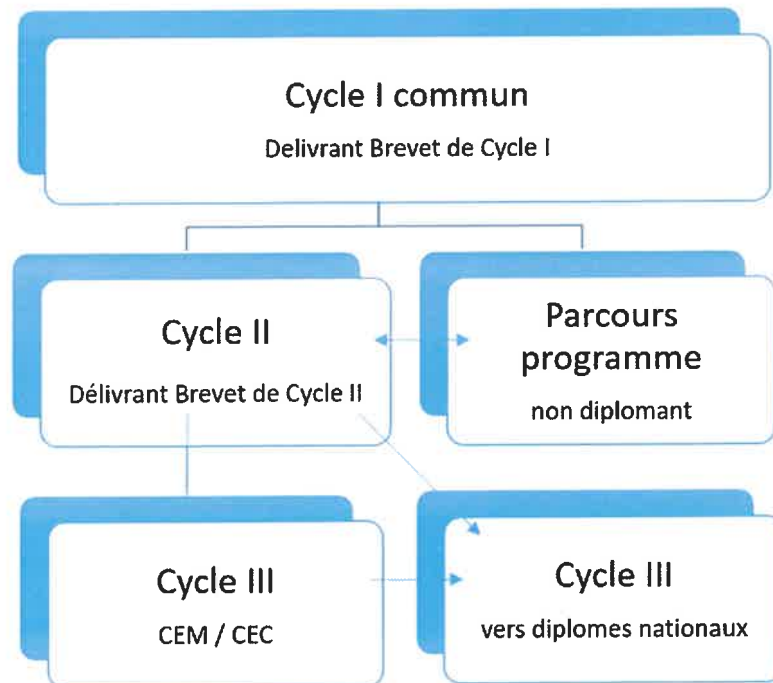 Cycle I commun
Delivrant Brevet de Cycle I
Cycle II
Délivrant Brevet de Cycle II
Parcours
programme
non diplomant
Cycle III
CEM / CEC
Cycle III
vers diplomes nationaux